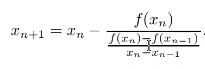 x_{n+1} = x_n - \frac{f(x_n)}{\frac{f(x_n) - f(x_{n-1})}{x_n - x_{n-1}}}.